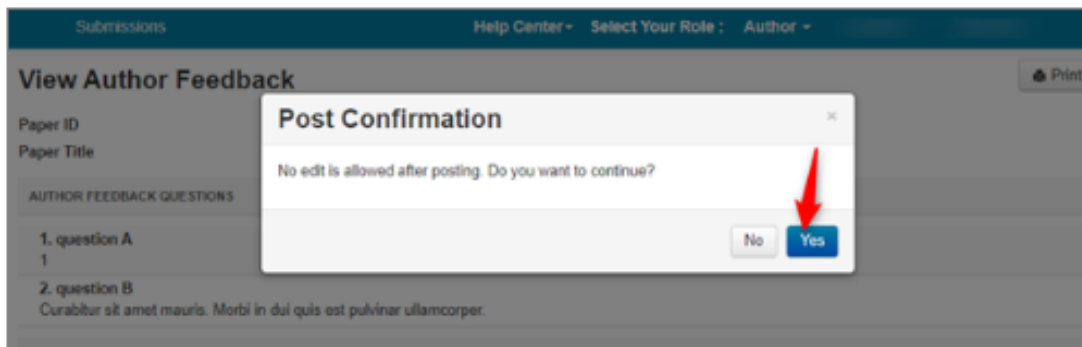 Submissions Help Center Select Your Role : Author
View Author Feedback Print
Post Confirmation ×
Paper ID
Paper Title
No edit is allowed after posting. Do you want to continue?
AUTHOR FEEDBACK QUESTIONS
No Yes
1. question A
1
2. question B
Curabitur sit amet mauris. Morbi in dui quis est pulvinar ullamcorper.